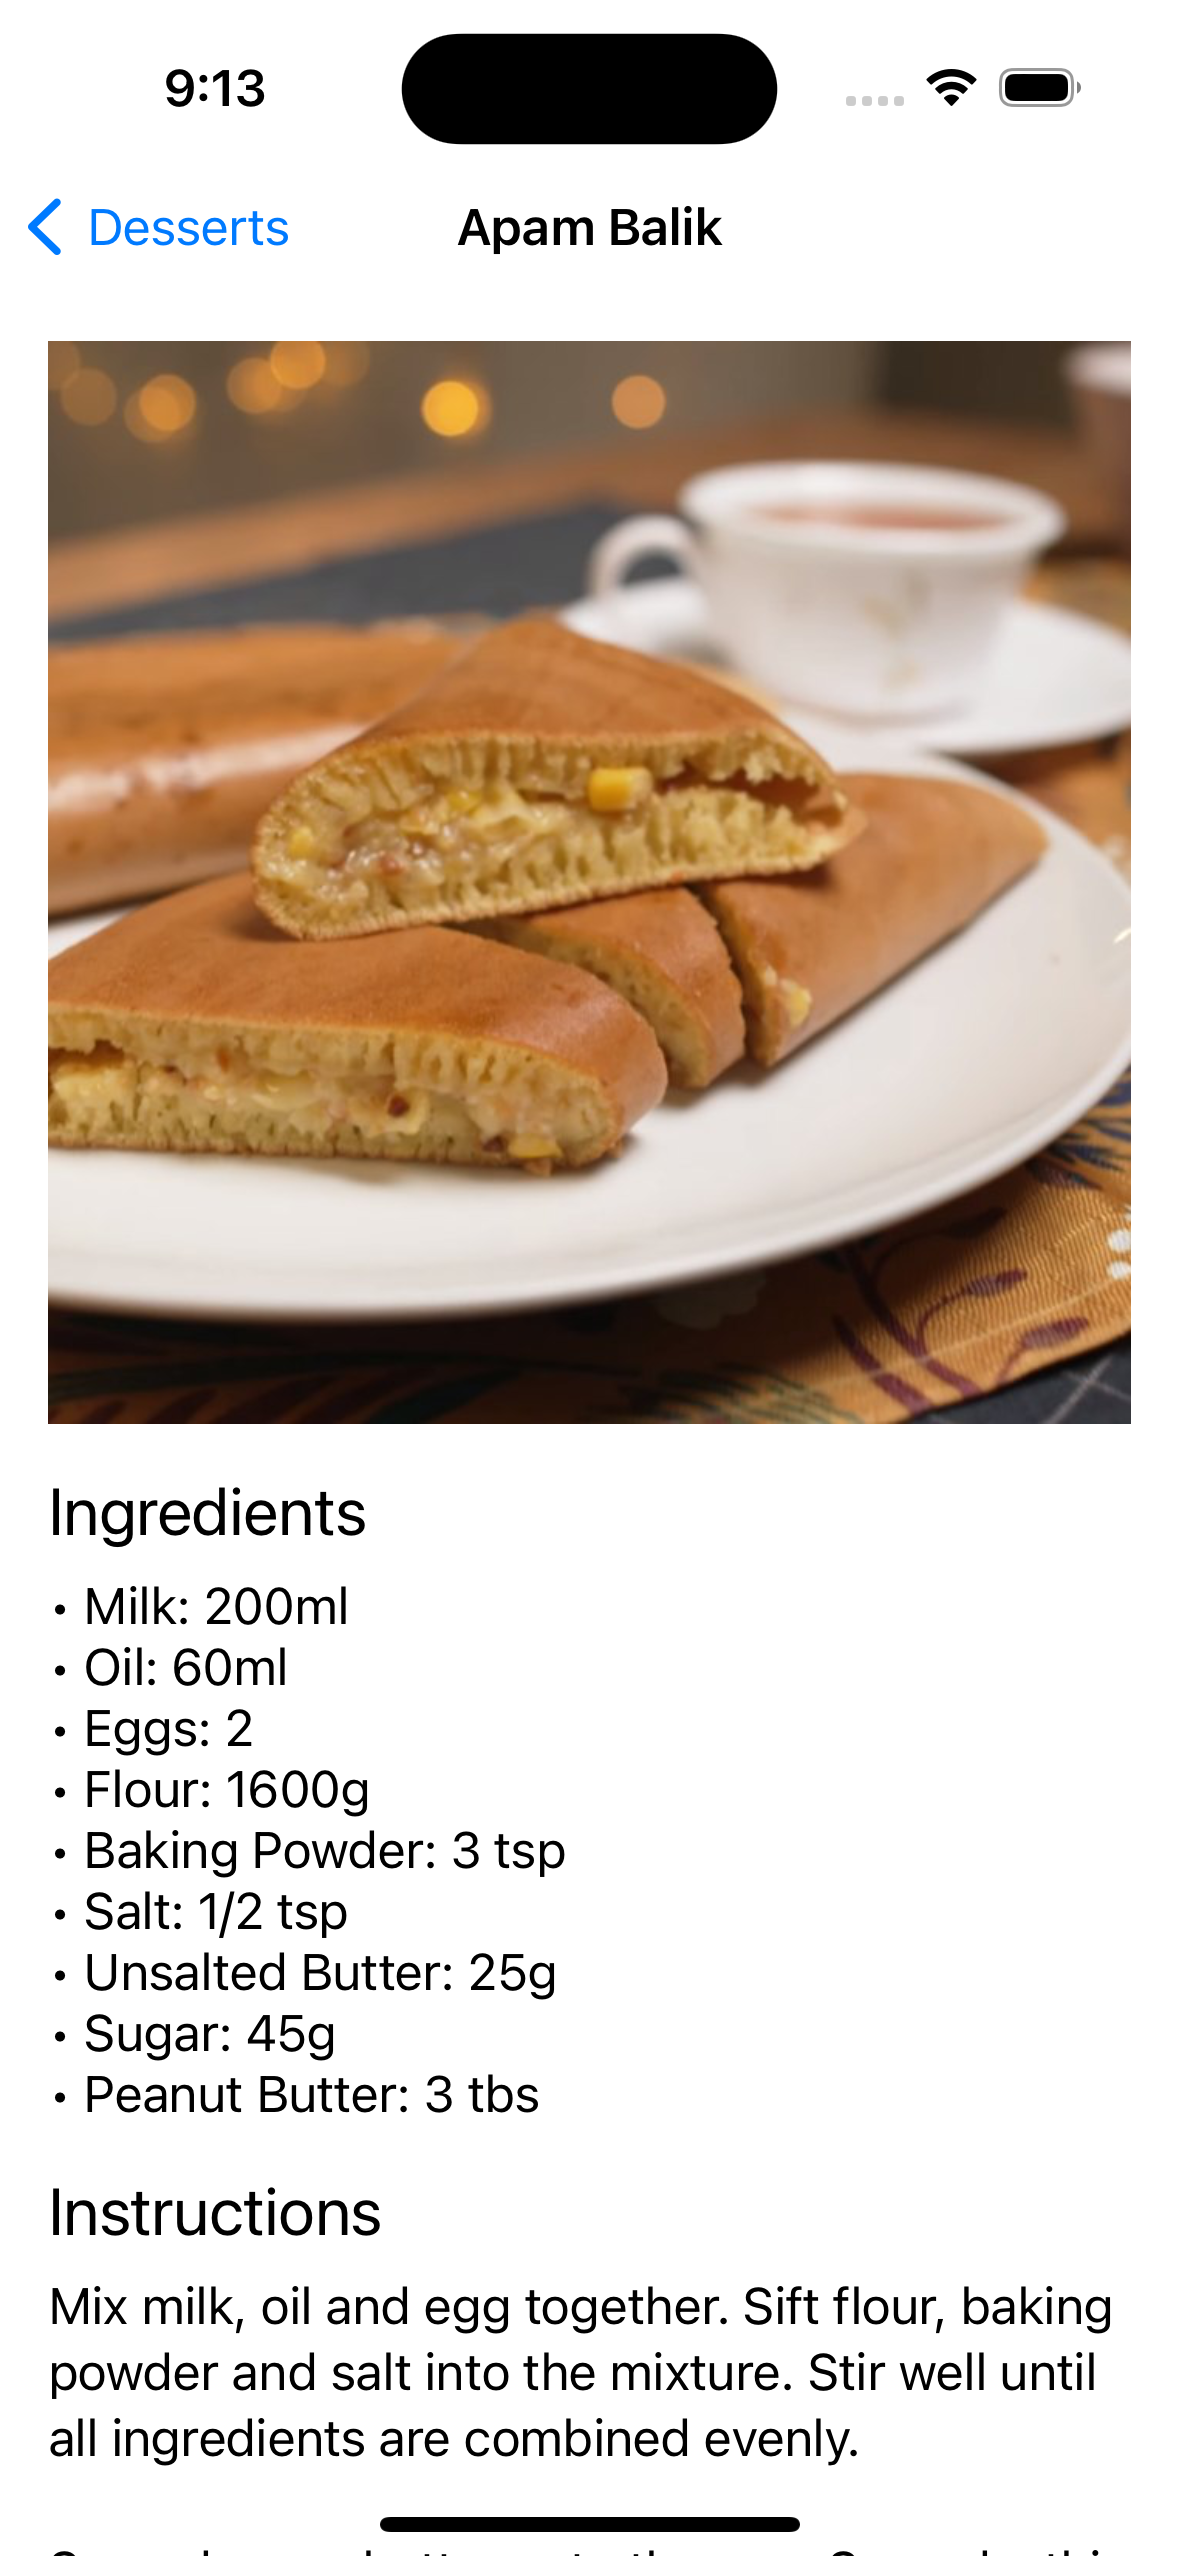 9:13
Desserts
Apam Balik
Ingredients
• Milk: 200ml
• Oil: 60ml
• Eggs: 2
• Flour: 1600g
• Baking Powder: 3 tsp
• Salt: 1/2 tsp
• Unsalted Butter: 25g
• Sugar: 45g
• Peanut Butter: 3 tbs
Instructions
Mix milk, oil and egg together. Sift flour, baking
powder and salt into the mixture. Stir well until
all ingredients are combined evenly.